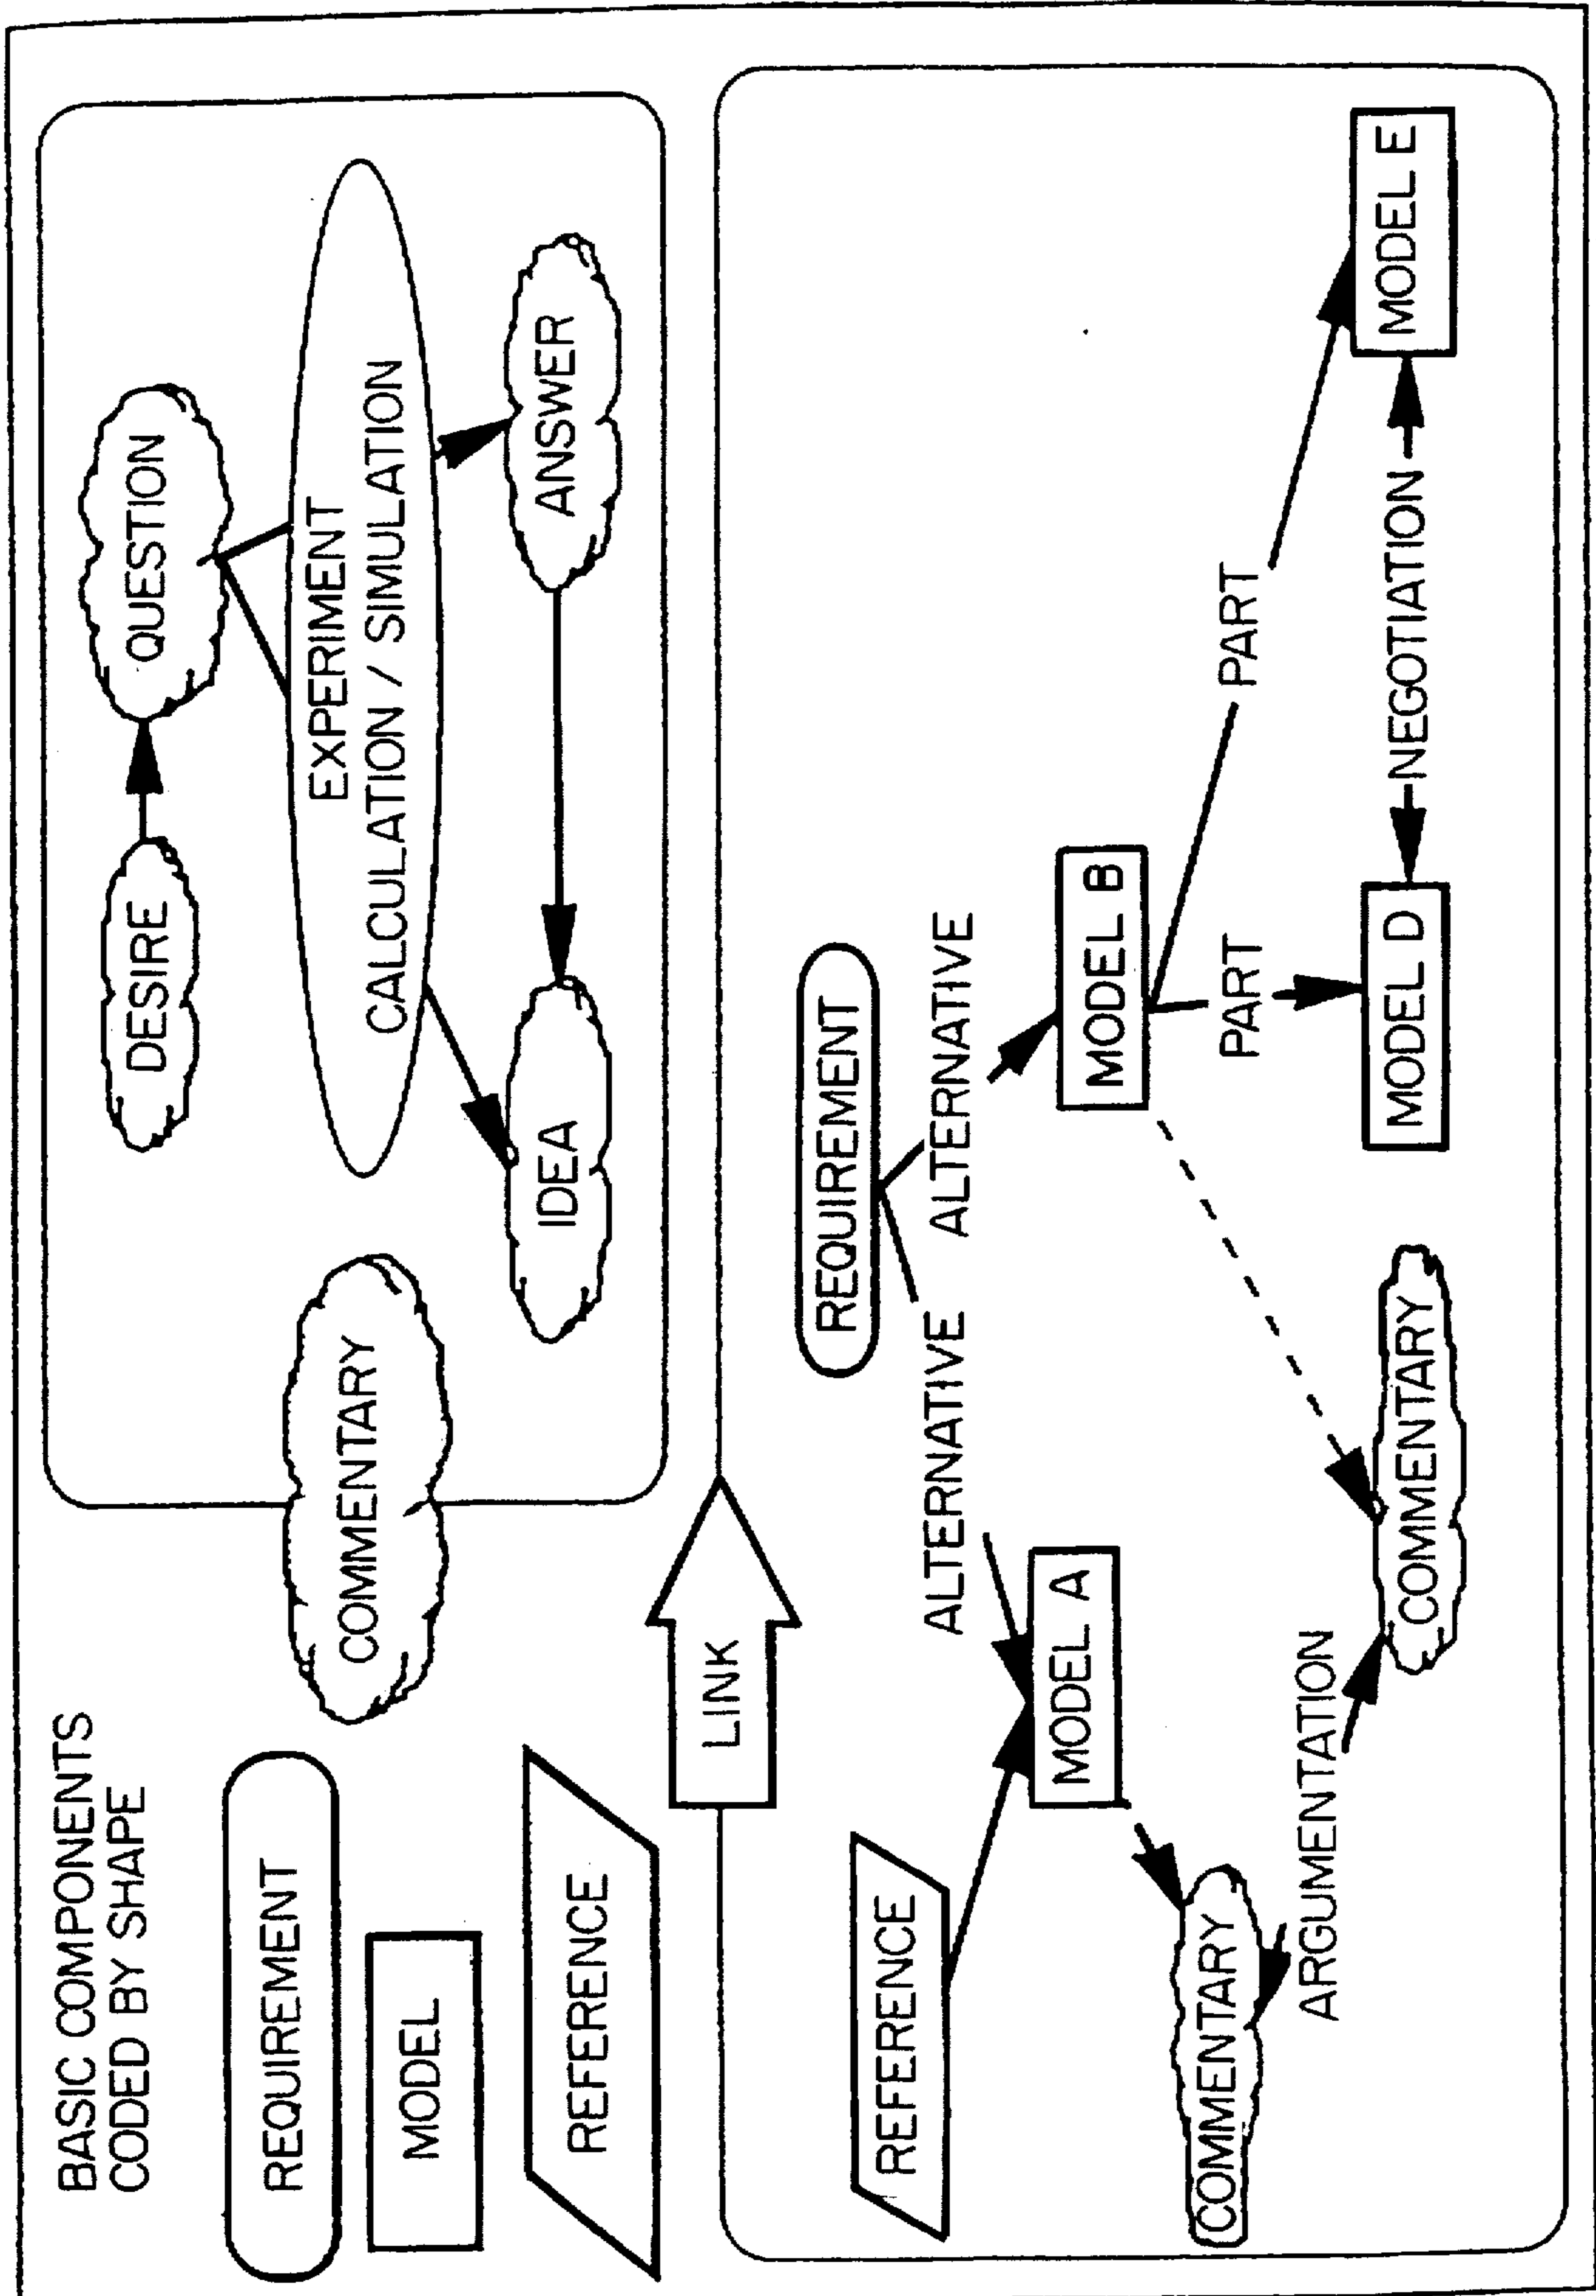 BASIC COMPONENTS
CODED BY SHAPE
REQUIREMENT
MODEL
REFERENCE
COMMENTARY
DESIRE
QUESTION
EXPERIMENT
CALCULATION / SIMULATION
IDEA
ANSWER
LINK
REFERENCE
REQUIREMENT
ALTERNATIVE
ALTERNATIVE
MODEL A
MODEL B
COMMENTARY
PART
PART
ARGUMENTATION
COMMENTARY
MODEL D
NEGOTIATION
MODEL E